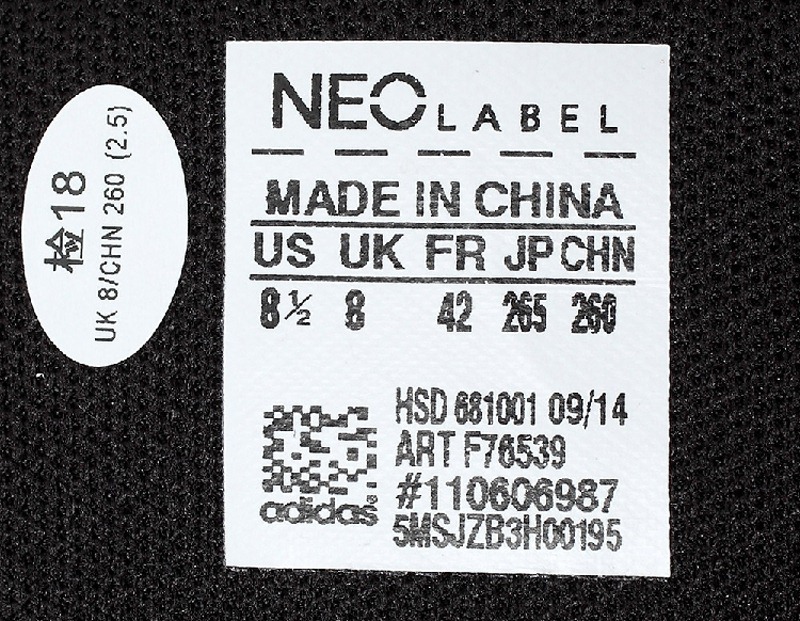 检18
UK 8/CHN 260 (2.5)
NEO LABEL
MADE IN CHINA
US UK FR JP CHN
8½ 8 42 265 260
HSD 681001 09/14
ART F76539
#110606987
5MSJZB3H00195
adidas